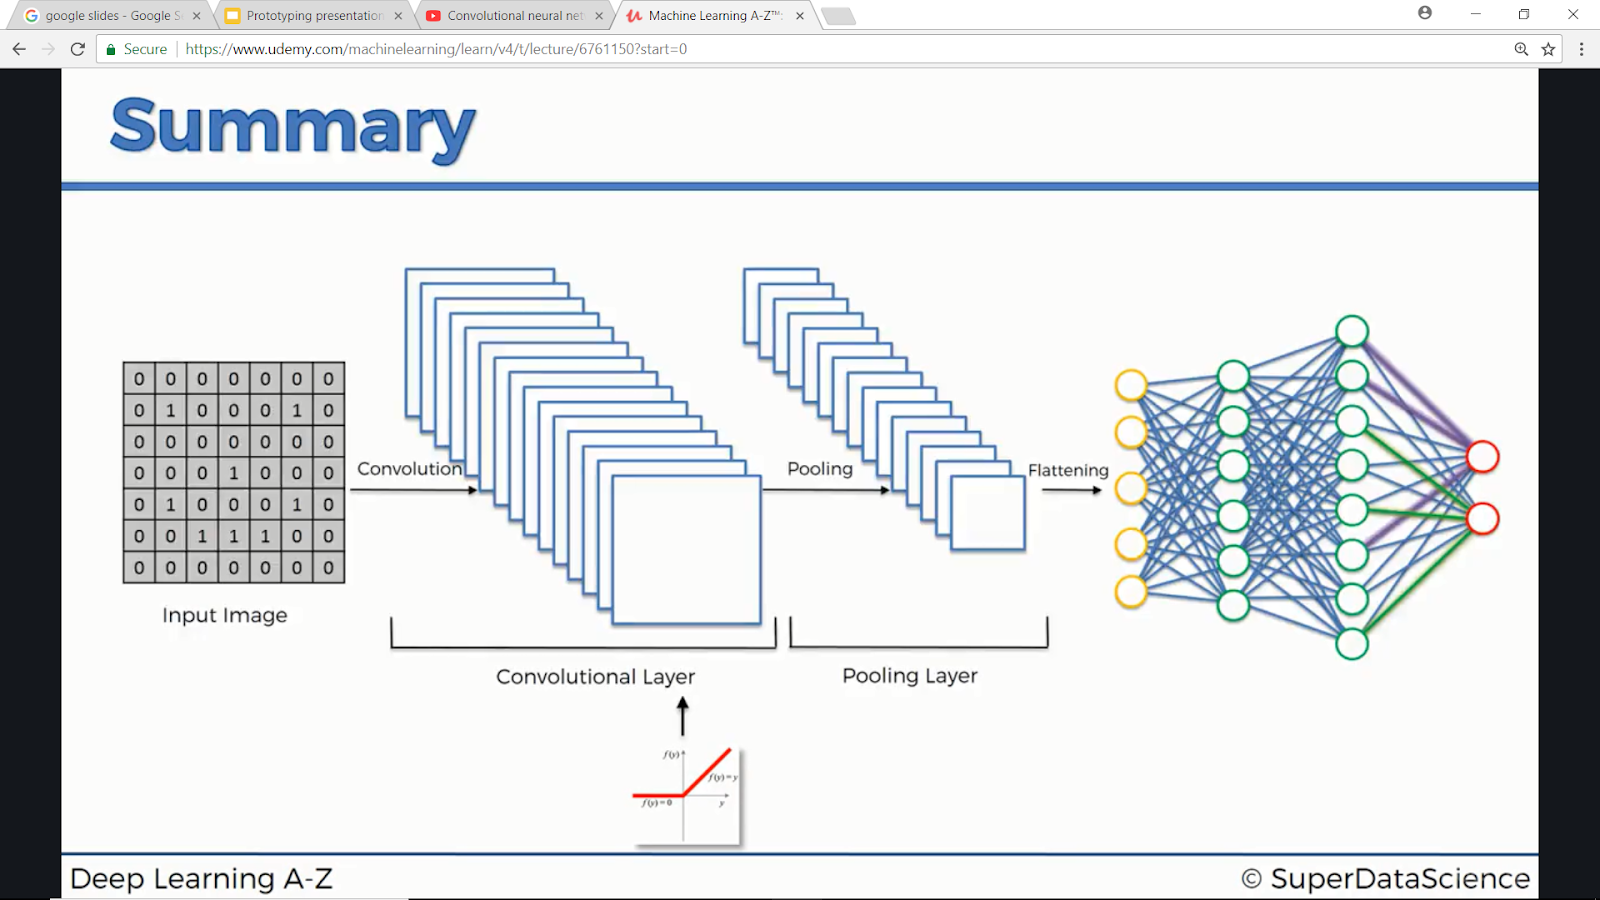 google slides - Google S
Prototyping presentation
Convolutional neural net
Machine Learning A-Z™:
Secure
https://www.udemy.com/machinelearning/learn/v4/t/lecture/6761150?start=0
Summary
0 0 0 0 0 0 0
0 1 0 0 0 1 0
0 0 0 0 0 0 0
0 0 0 1 0 0 0
0 1 0 0 0 1 0
0 0 1 1 1 0 0
0 0 0 0 0 0 0
Input Image
Convolution
Pooling
Flattening
Convolutional Layer
Pooling Layer
f(y)
f(y)=y
f(y)=0
y
Deep Learning A-Z
© SuperDataScience